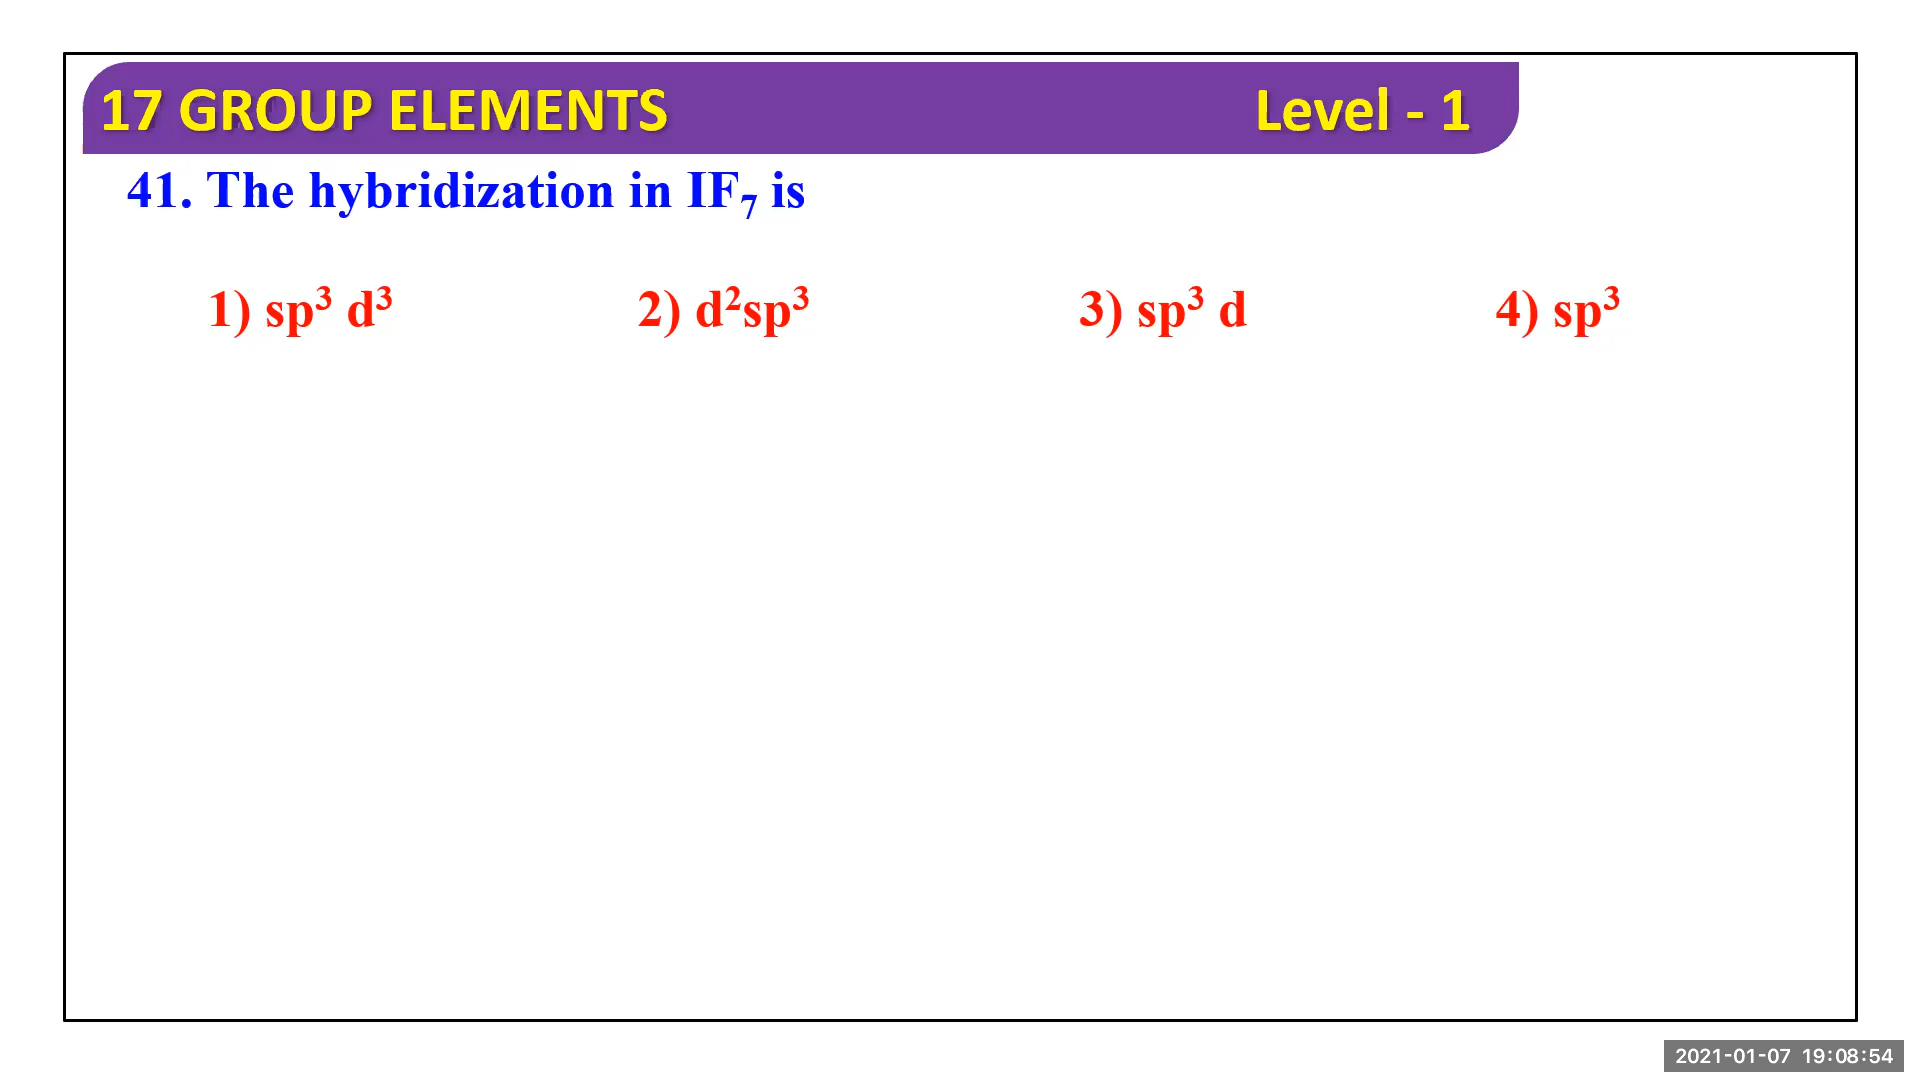 17 GROUP ELEMENTS Level - 1
41. The hybridization in IF₇ is
1) sp³ d³ 2) d²sp³ 3) sp³ d 4) sp³
2021-01-07 19:08:54